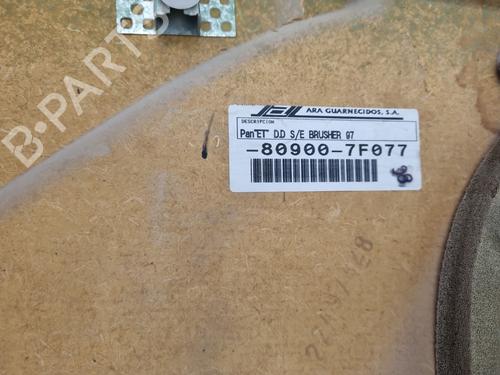 ARA GUARNECIDOS, S.A.
DESCRIPCION
Pan ET D.D S/E BRUSHER 97
-80900-7F077
B-PARTS